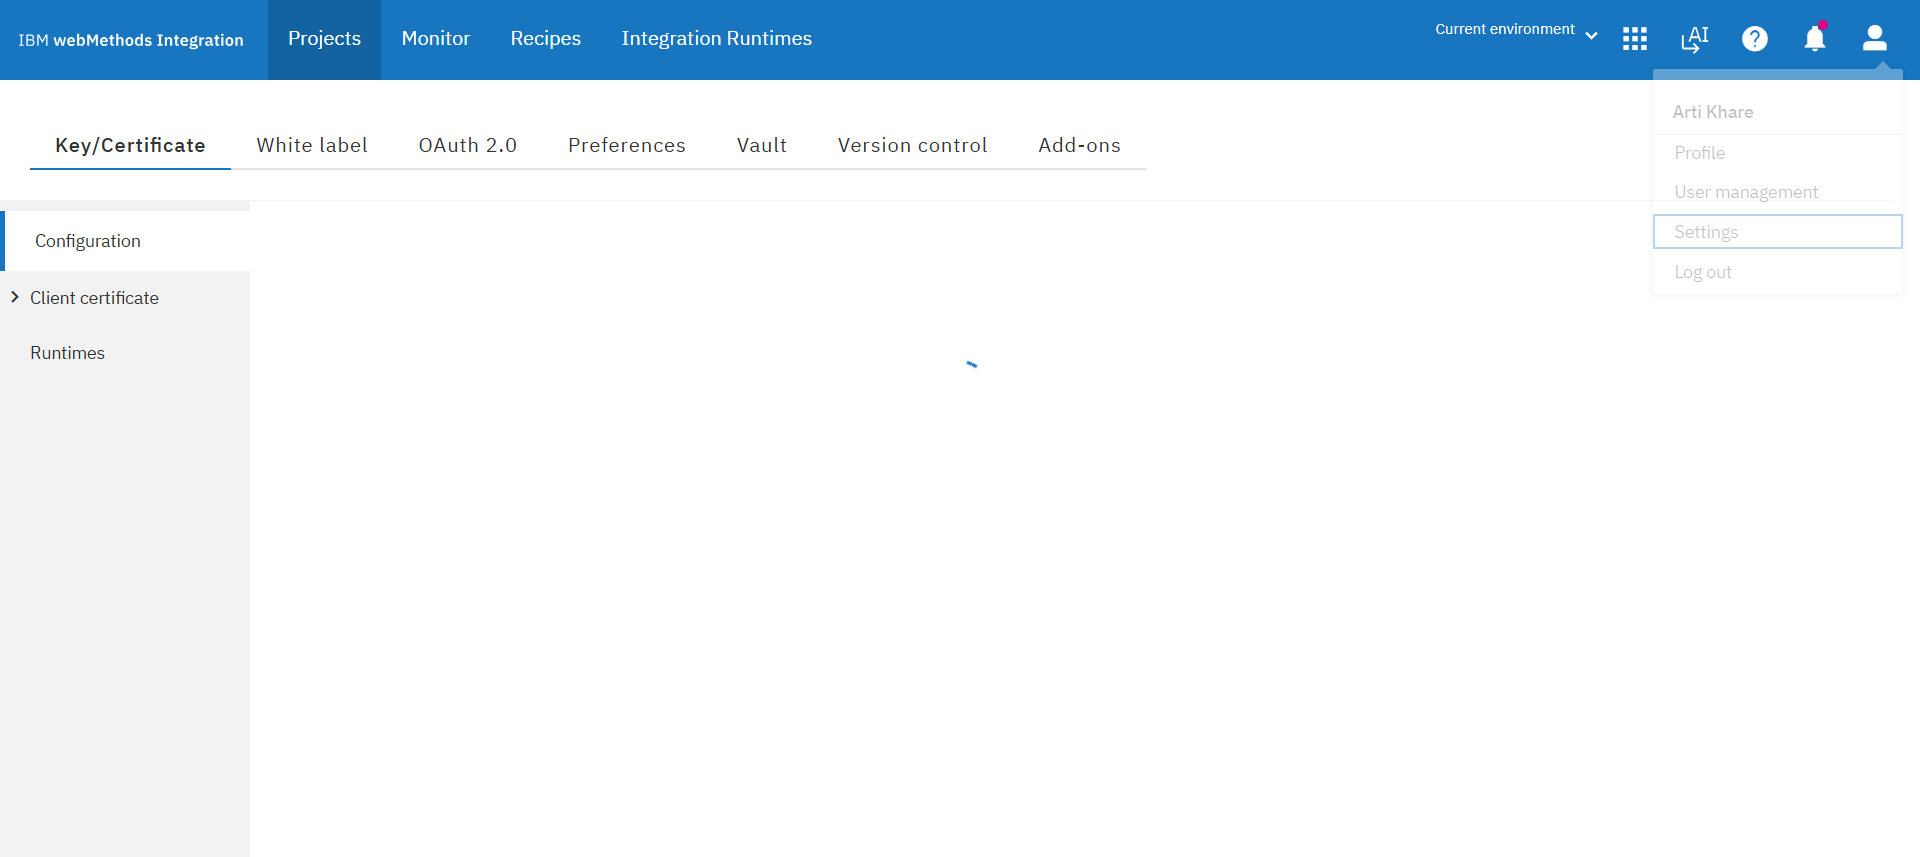 IBM webMethods Integration
Projects
Monitor
Recipes
Integration Runtimes
Current environment
AI
?
Arti Khare
Profile
User management
Settings
Log out
Key/Certificate
White label
OAuth 2.0
Preferences
Vault
Version control
Add-ons
Configuration
Client certificate
Runtimes